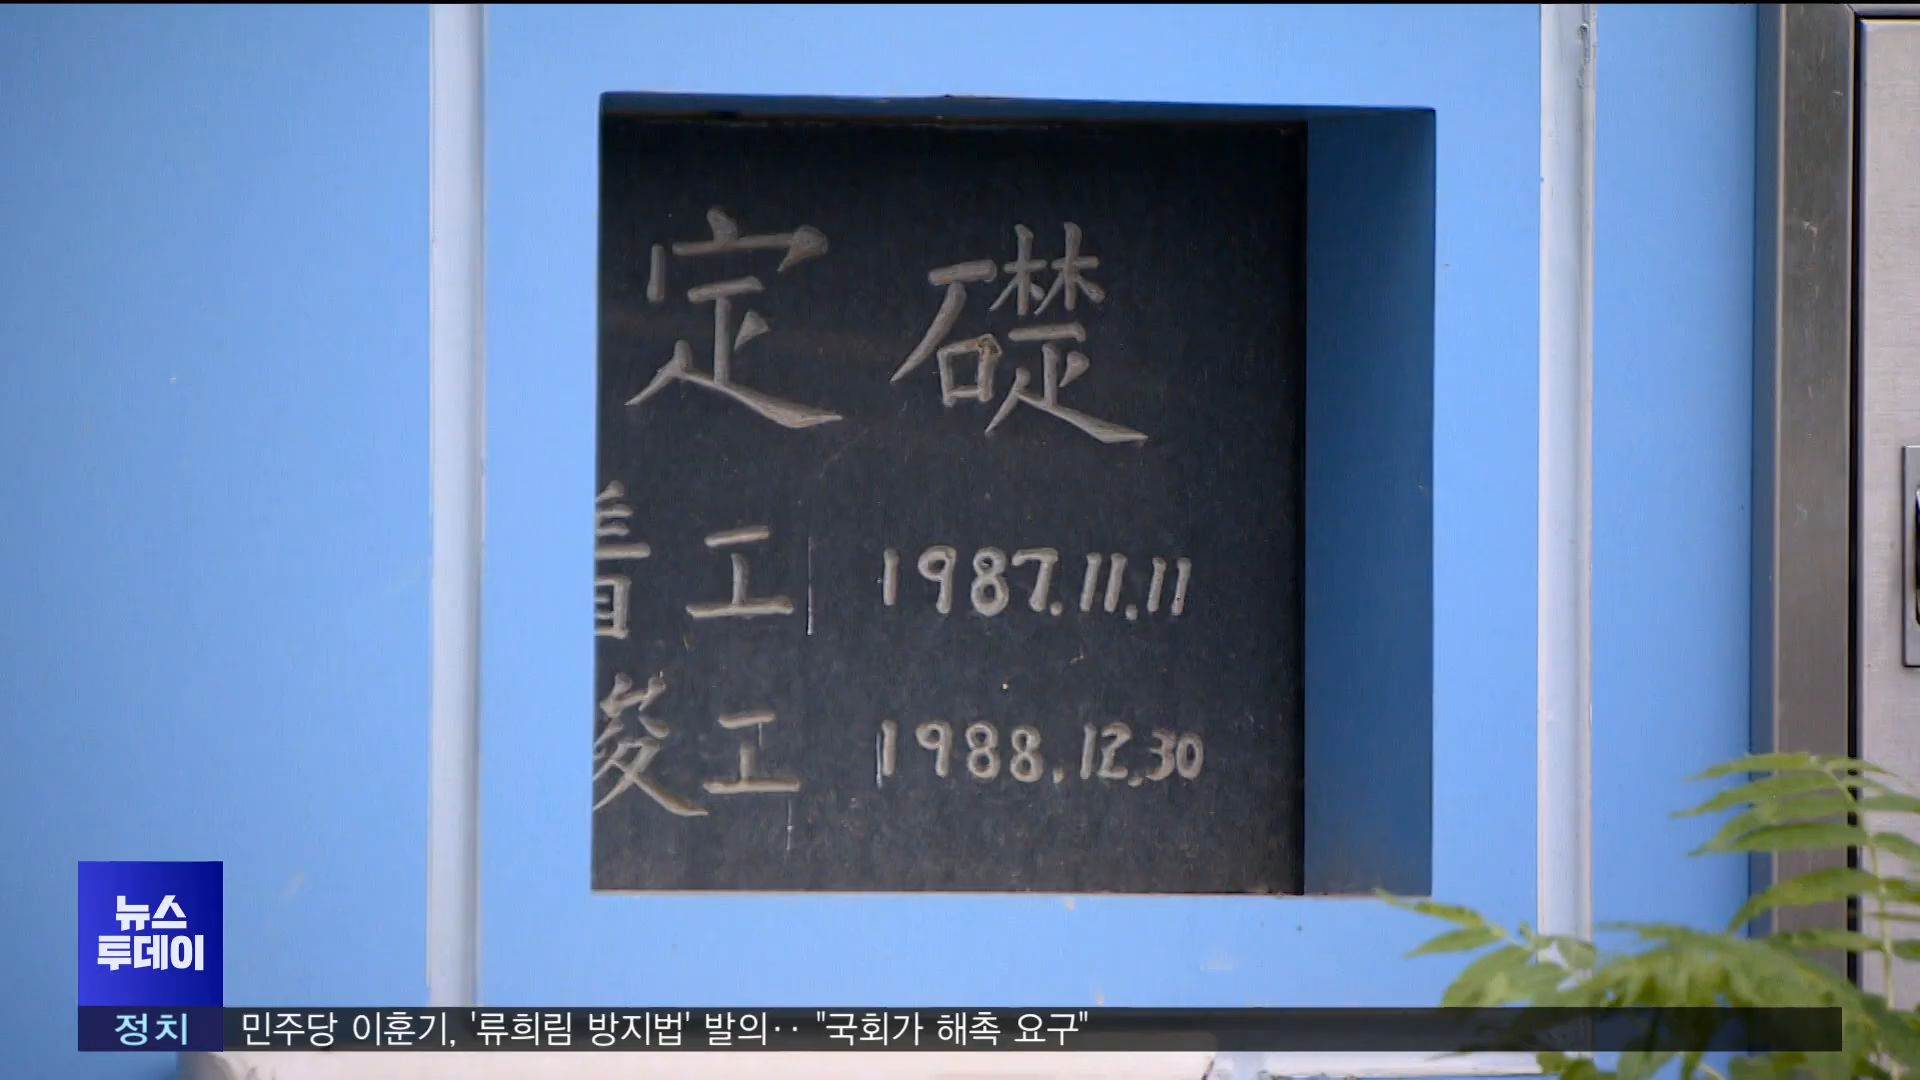 定 礎
着 工 1987.11.11
竣 工 1988.12.30
뉴스
투데이
정치 민주당 이훈기, '류희림 방지법' 발의‥ "국회가 해촉 요구"